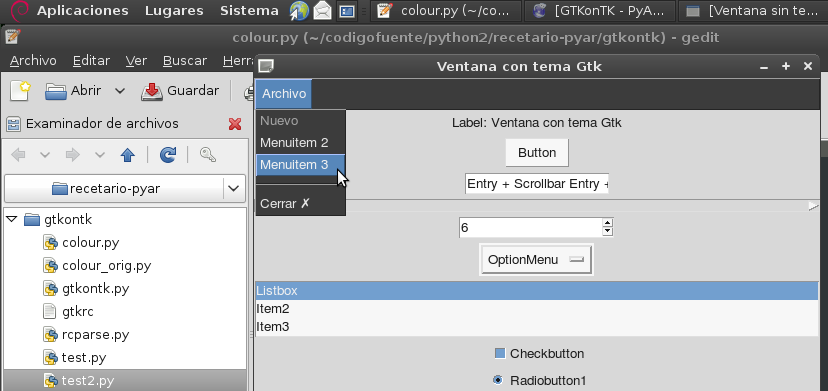 Aplicaciones Lugares Sistema colour.py (~/co... [GTKonTK - PyA... [Ventana sin te...
colour.py (~/codigofuente/python2/recetario-pyar/gtkontk) - gedit
Archivo Editar Ver Buscar Herra
Ventana con tema Gtk
Abrir Guardar
Archivo
Examinador de archivos
Nuevo
Menuitem 2
Menuitem 3
Cerrar ✗
Label: Ventana con tema Gtk
Button
Entry + Scrollbar Entry +
recetario-pyar
6
OptionMenu
gtkontk
colour.py
colour_orig.py
gtkontk.py
gtkrc
rcparse.py
test.py
test2.py
Listbox
Item2
Item3
Checkbutton
Radiobutton1